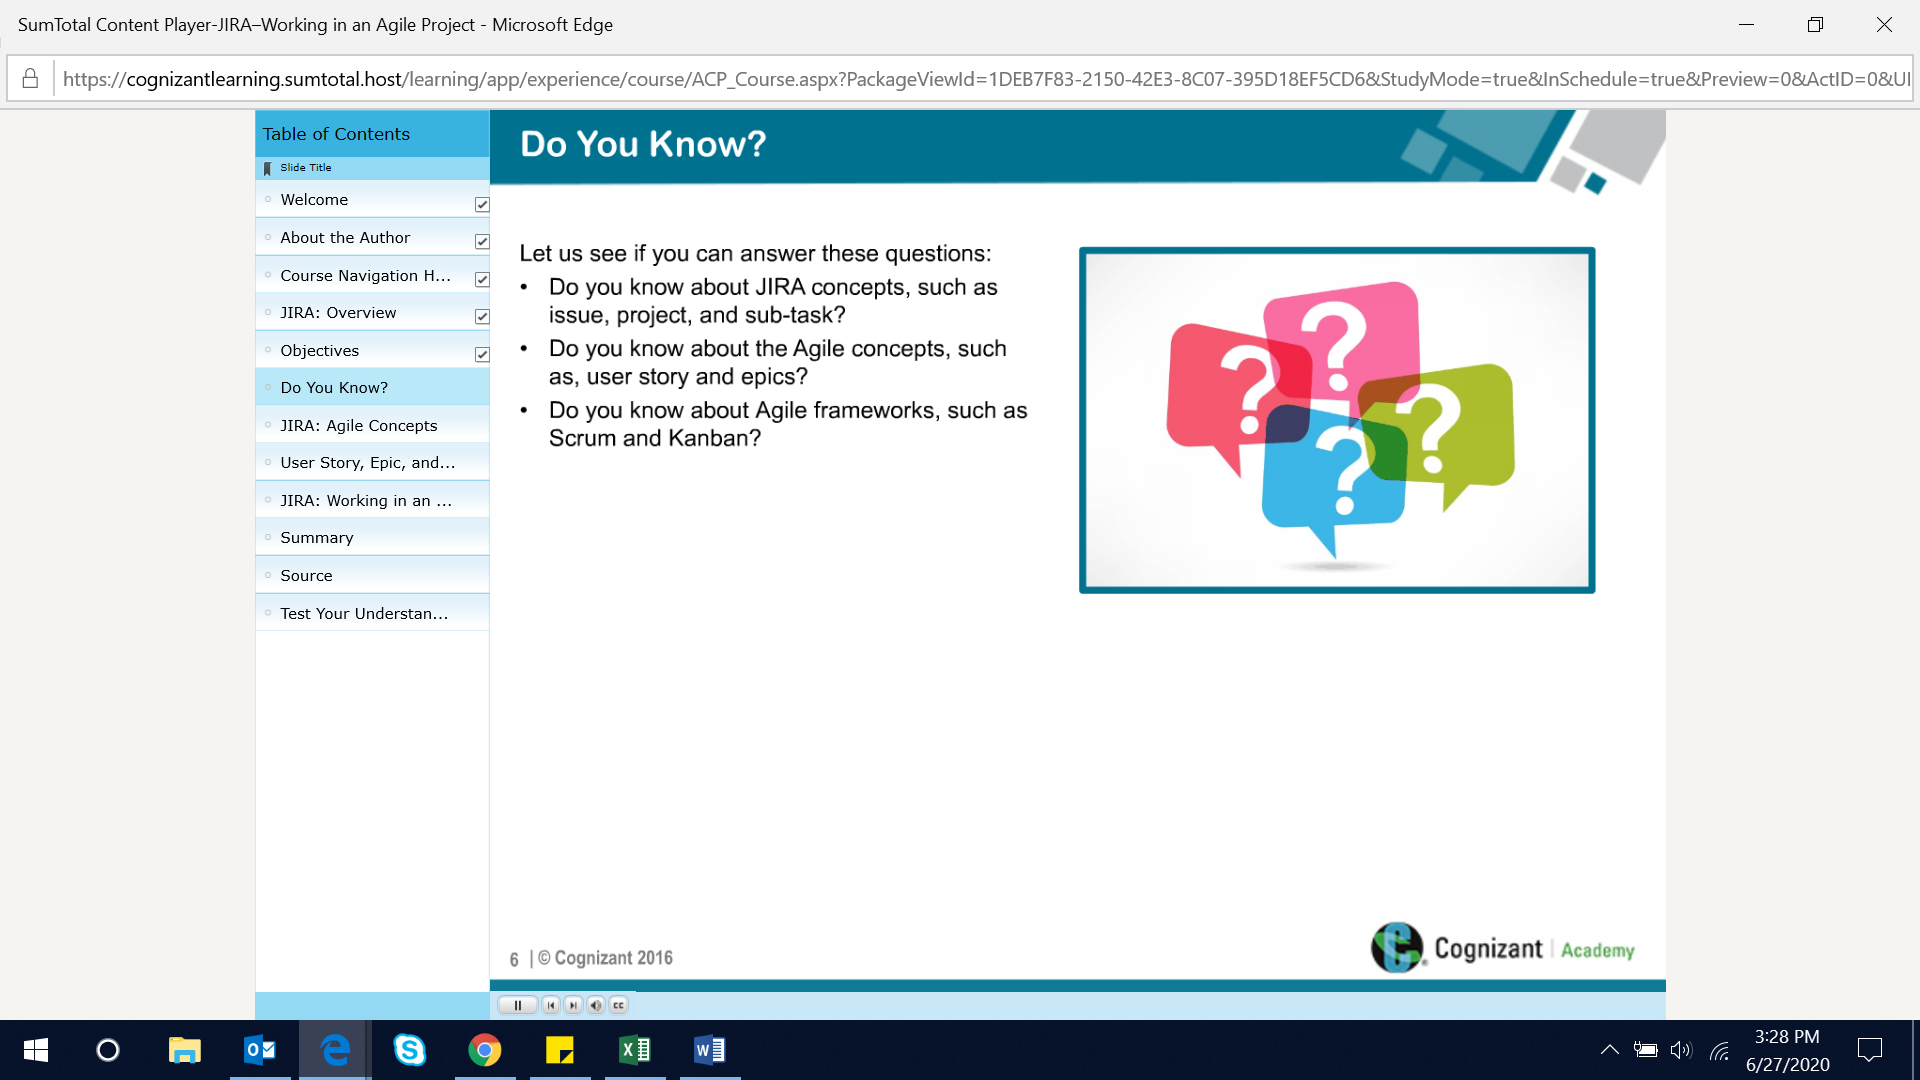 SumTotal Content Player-JIRA–Working in an Agile Project - Microsoft Edge
https://cognizantlearning.sumtotal.host/learning/app/experience/course/ACP_Course.aspx?PackageViewId=1DEB7F83-2150-42E3-8C07-395D18EF5CD6&StudyMode=true&InSchedule=true&Preview=0&ActID=0&UI
Table of Contents
Slide Title
Welcome
About the Author
Course Navigation H...
JIRA: Overview
Objectives
Do You Know?
JIRA: Agile Concepts
User Story, Epic, and...
JIRA: Working in an ...
Summary
Source
Test Your Understan...
Do You Know?
Let us see if you can answer these questions:
• Do you know about JIRA concepts, such as
issue, project, and sub-task?
• Do you know about the Agile concepts, such
as, user story and epics?
• Do you know about Agile frameworks, such as
Scrum and Kanban?
? ? ? ?
6 | © Cognizant 2016
Cognizant | Academy
CC
3:28 PM
6/27/2020